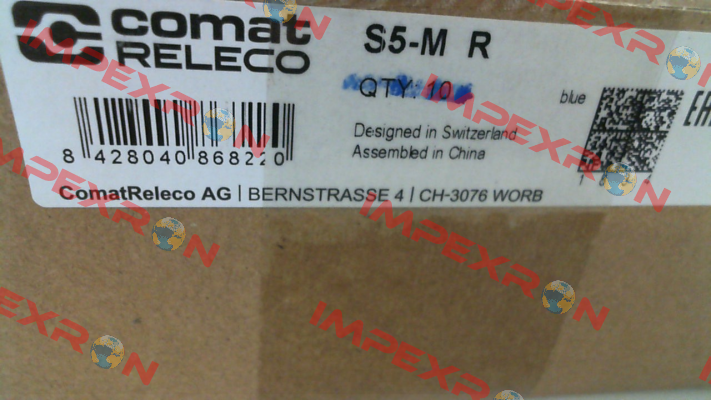 comat
RELECO
S5-M R
QTY: 10
blue
Designed in Switzerland
Assembled in China
8 428040 868220
ComatReleco AG | BERNSTRASSE 4 | CH-3076 WORB
IMPEXRON
IMPEXRON
IMPEXRON
IMPEXRON
IMPEXRON
IMPEXRON